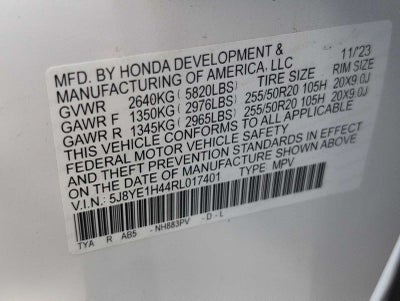 MFD. BY HONDA DEVELOPMENT & 11/23
MANUFACTURING OF AMERICA, LLC
TIRE SIZE RIM SIZE
GVWR 2640KG (5820LBS)
GAWR F 1350KG (2976LBS) 255/50R20 105H 20X9.0J
GAWR R 1345KG (2965LBS) 255/50R20 105H 20X9.0J
THIS VEHICLE CONFORMS TO ALL APPLICABLE
FEDERAL MOTOR VEHICLE SAFETY
AND THEFT PREVENTION STANDARDS IN EFFECT
ON THE DATE OF MANUFACTURE SHOWN ABOVE.
V.I.N.: 5J8YE1H44RL017401 TYPE: MPV
TYA R AB5 -NH883PV -D-L